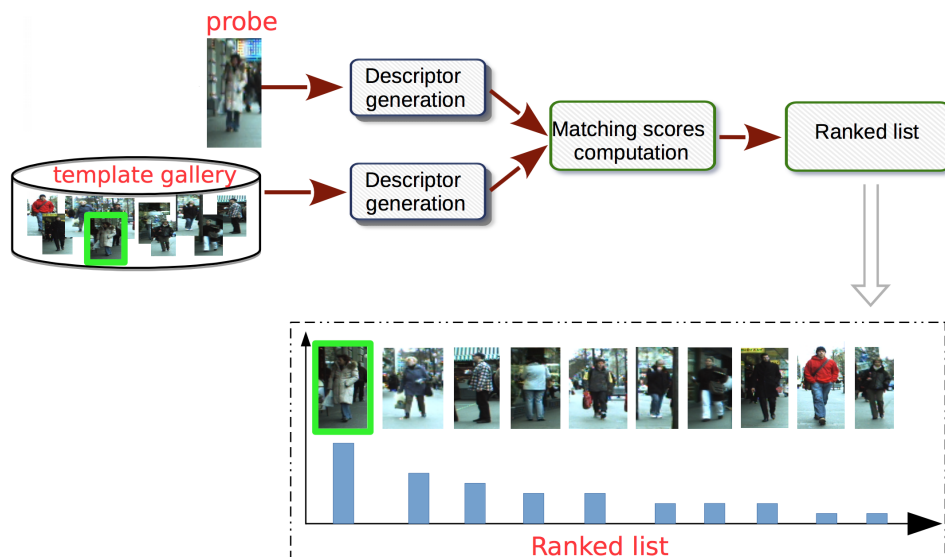 probe
Descriptor
generation
Matching scores
computation
Ranked list
template gallery
Descriptor
generation
Ranked list